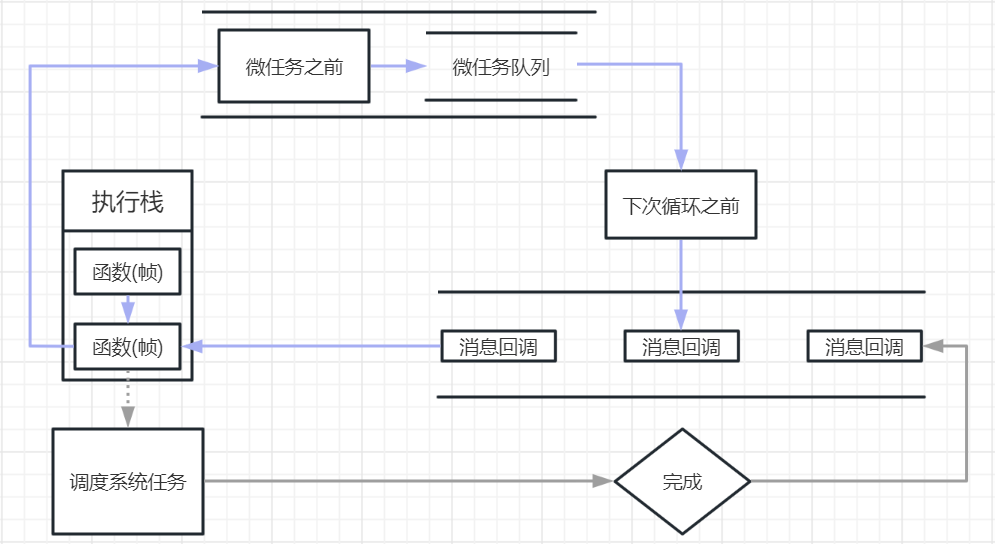 微任务之前
微任务队列
执行栈
下次循环之前
函数(帧)
函数(帧)
消息回调
消息回调
消息回调
调度系统任务
完成